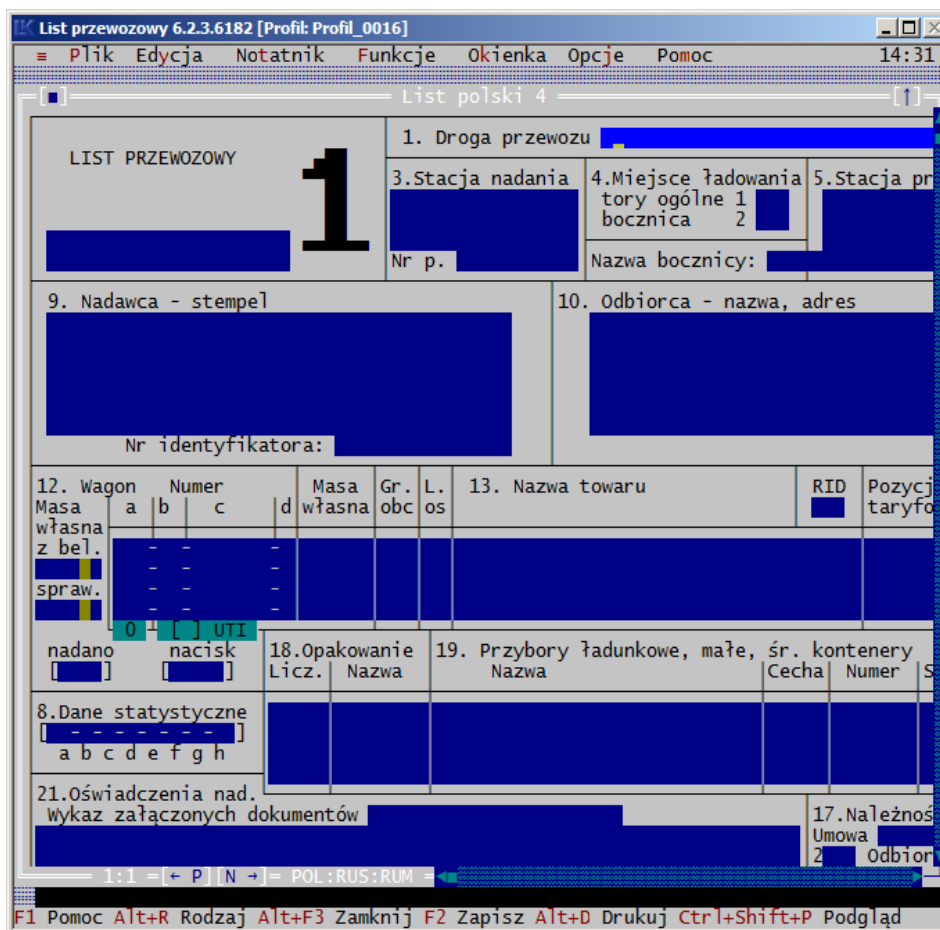 List przewozowy 6.2.3.6182 [Profil: Profil_0016]
≡ Plik Edycja Notatnik Funkcje Okienka Opcje Pomoc 14:31
[■] List polski 4 [↑]
1. Droga przewozu
LIST PRZEWOZOWY 1
3.Stacja nadania 4.Miejsce ładowania 5.Stacja pr
tory ogólne 1
bocznica 2
Nr p. Nazwa bocznicy:
9. Nadawca - stempel 10. Odbiorca - nazwa, adres
Nr identyfikatora:
12. Wagon Numer Masa Gr. L. 13. Nazwa towaru RID Pozycj
Masa a b c d własna obc os taryfo
własna
z bel. - - -
- - -
spraw. - - -
- - -
0 [ ] UTI
nadano nacisk 18.Opakowanie 19. Przybory ładunkowe, małe, śr. kontenery
[ ] [ ] Licz. Nazwa Nazwa Cecha Numer S
8.Dane statystyczne
[ - - - - - - - ]
a b c d e f g h
21.Oświadczenia nad.
Wykaz załączonych dokumentów 17.Należnoś
Umowa
2 Odbior
1:1 =[← P][N →]= POL:RUS:RUM =
F1 Pomoc Alt+R Rodzaj Alt+F3 Zamknij F2 Zapisz Alt+D Drukuj Ctrl+Shift+P Podgląd